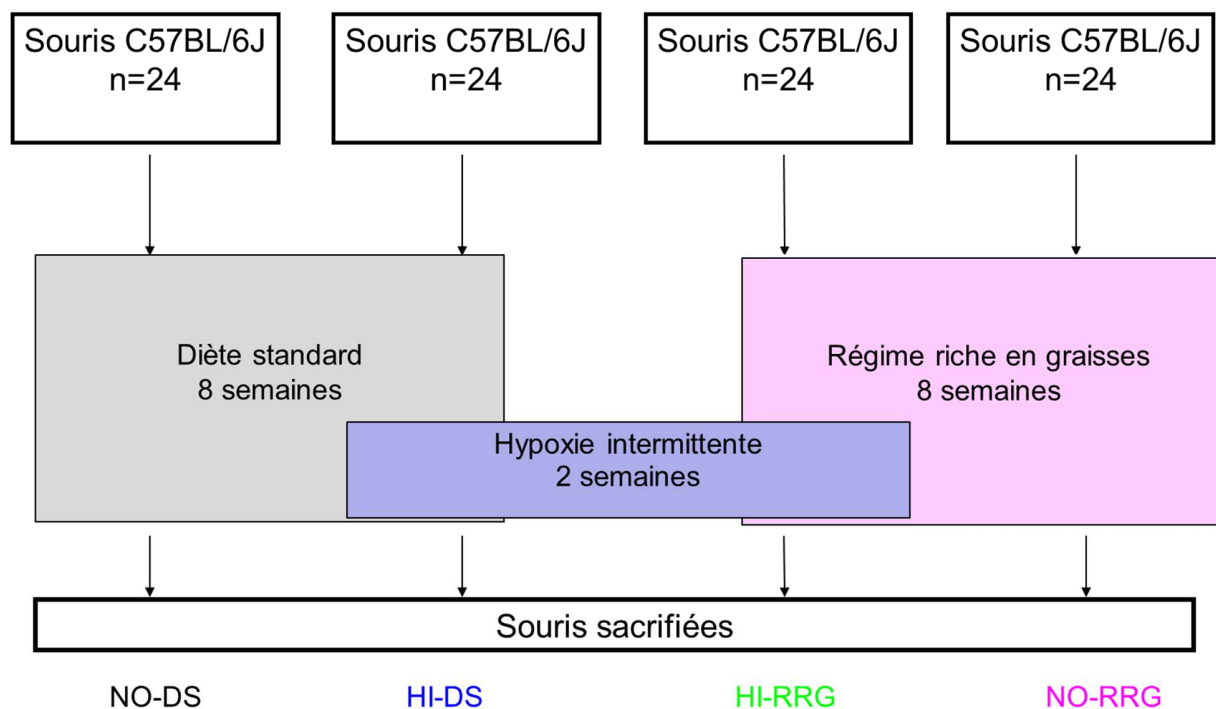 Souris C57BL/6J
n=24
Souris C57BL/6J
n=24
Souris C57BL/6J
n=24
Souris C57BL/6J
n=24
Diète standard
8 semaines
Régime riche en graisses
8 semaines
Hypoxie intermittente
2 semaines
Souris sacrifiées
NO-DS
HI-DS
HI-RRG
NO-RRG